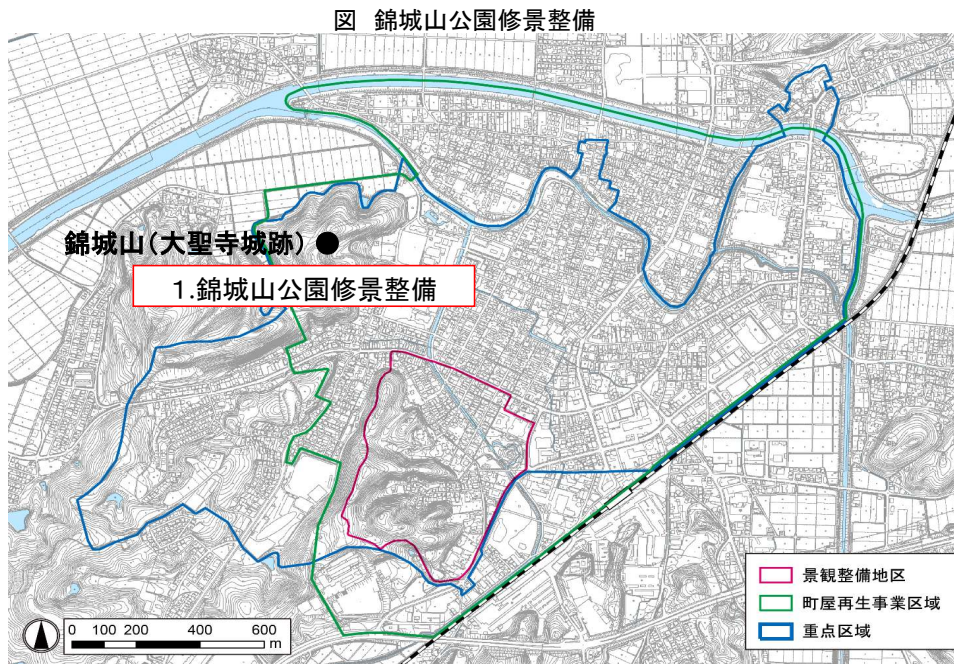 図 錦城山公園修景整備
錦城山(大聖寺城跡)
1.錦城山公園修景整備
景観整備地区
町屋再生事業区域
重点区域
0 100 200 400 600
m